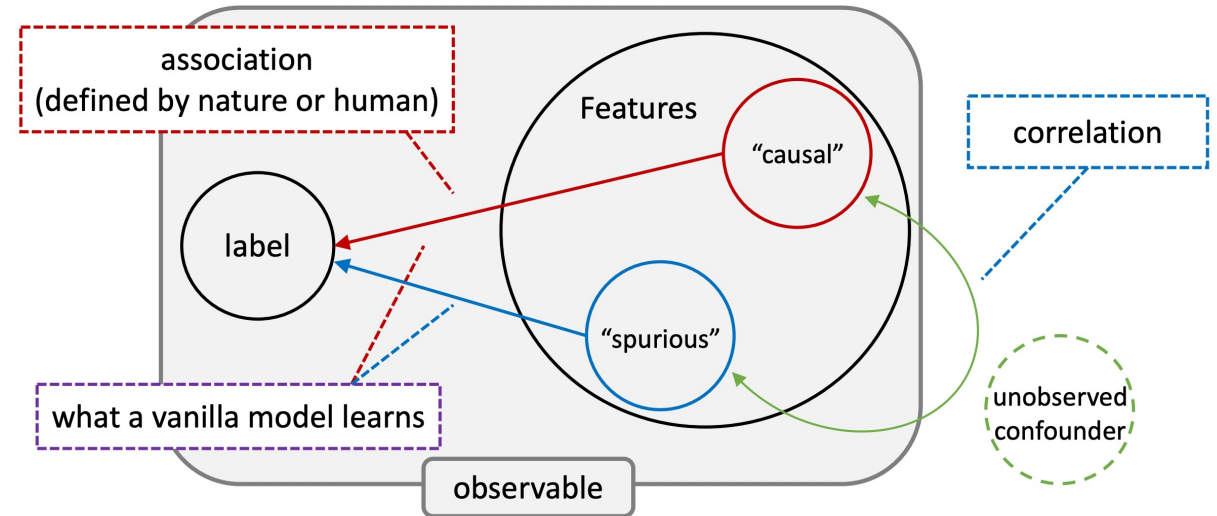 association
(defined by nature or human)
Features
"causal"
correlation
label
"spurious"
what a vanilla model learns
unobserved
confounder
observable